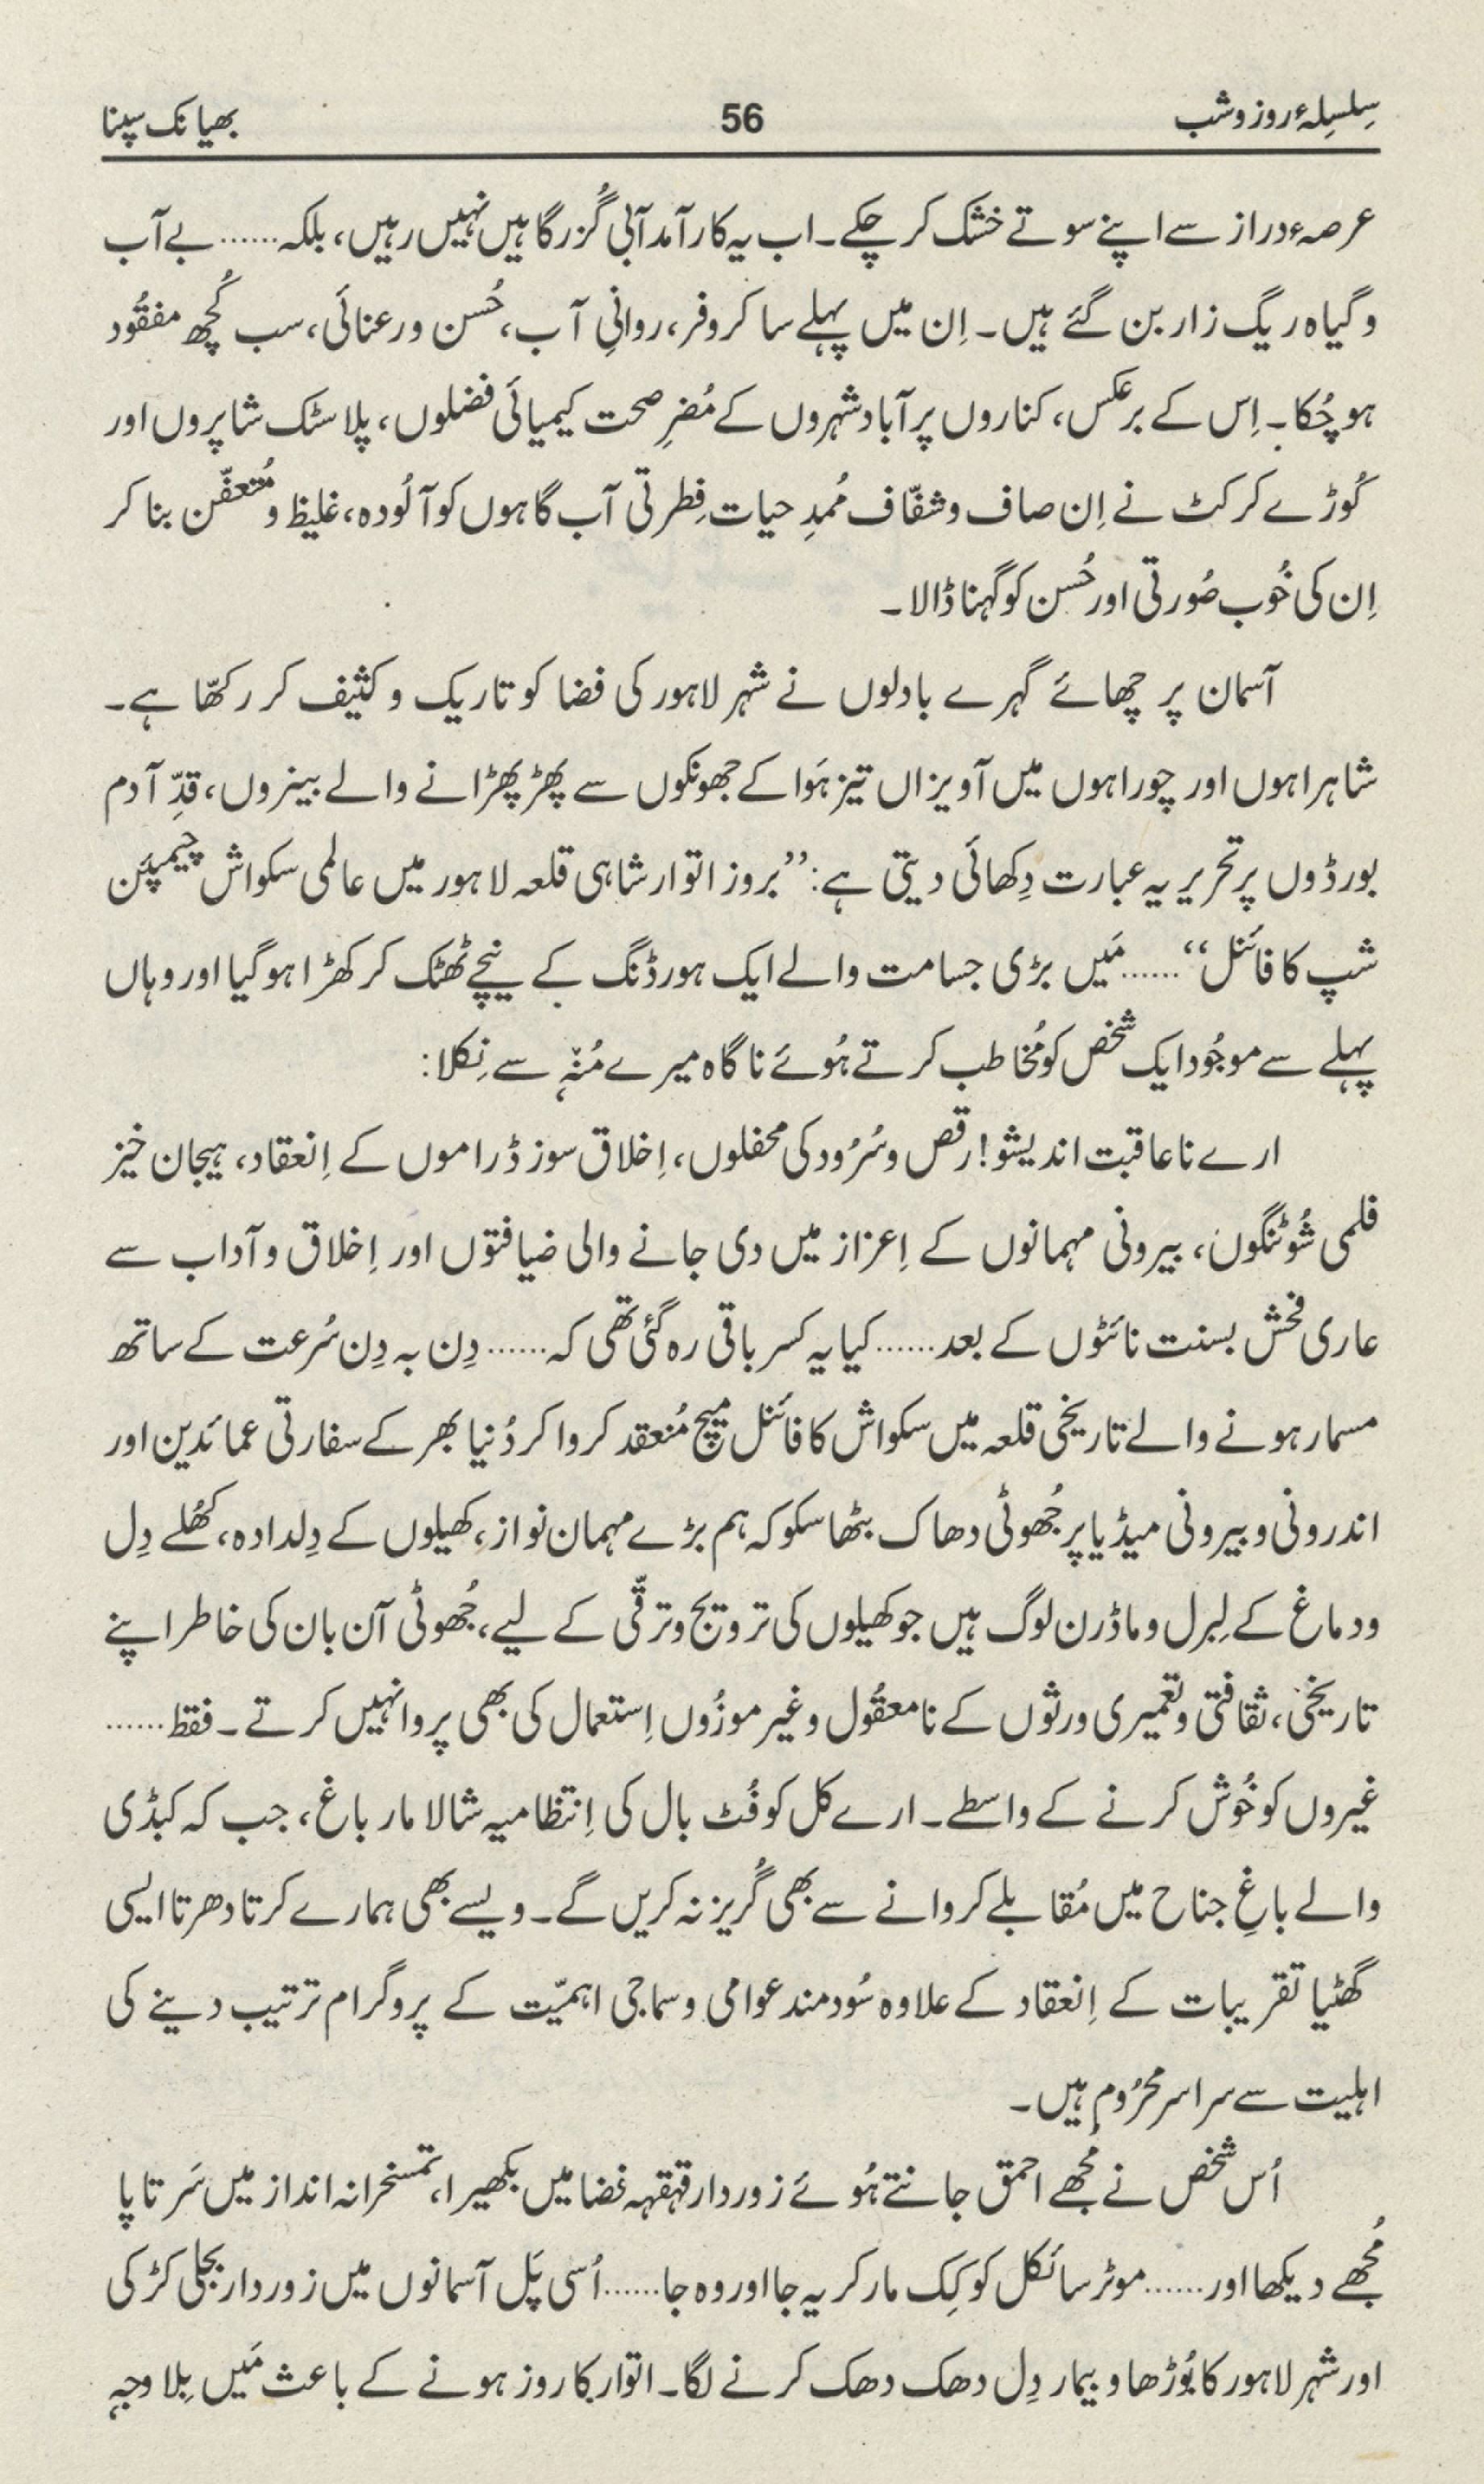 سِلسِلۂ روز و شب 56 بھیانک سپنا
عرصۂ دراز سے اپنے سوتے خشک کر چکے۔ اب یہ کارآمد آبی گُزرگاہیں نہیں رہیں، بلکہ...... بے آب
و گیاہ ریگ زار بن گئے ہیں۔ اِن میں پہلے سا کروفر، روانیِ آب، حُسن و رعنائی، سب کُچھ مفقُود
ہو چُکا۔ اِس کے برعکس، کناروں پر آباد شہروں کے مُضرِ صحت کیمیائی فضلوں، پلاسٹک شاپروں اور
کُوڑے کرکٹ نے اِن صاف و شفّاف مُمدِ حیات فِطرتی آب گاہوں کو آلُودہ، غلیظ و مُتعفّن بنا کر
اِن کی خُوب صُورتی اور حُسن کو گہنا ڈالا۔
آسمان پر چھائے گہرے بادلوں نے شہر لاہور کی فضا کو تاریک و کثیف کر رکھّا ہے۔
شاہراہوں اور چوراہوں میں آویزاں تیز ہَوا کے جھونکوں سے پھڑپھڑانے والے بینروں، قدِّ آدم
بورڈوں پر تحریر یہ عبارت دِکھائی دیتی ہے: ’’بروز اتوار شاہی قلعہ لاہور میں عالمی سکواش چیمپئن
شپ کا فائنل‘‘...... مَیں بڑی جسامت والے ایک ہورڈنگ کے نیچے ٹھٹک کر کھڑا ہو گیا اور وہاں
پہلے سے موجُود ایک شخص کو مُخاطب کرتے ہُوئے ناگاہ میرے مُنہٕ سے نِکلا:
ارے ناعاقبت اندیشو! رقص و سُرُود کی محفلوں، اِخلاق سوز ڈراموں کے اِنعقاد، ہیجان خیز
فلمی شُوٹنگوں، بیرونی مہمانوں کے اِعزاز میں دی جانے والی ضیافتوں اور اِخلاق و آداب سے
عاری فحش بسنت نائٹوں کے بعد...... کیا یہ کسر باقی رہ گئی تھی کہ...... دِن بہ دِن سُرعت کے ساتھ
مسمار ہونے والے تاریخی قلعہ میں سکواش کا فائنل میچ مُنعقد کروا کر دُنیا بھر کے سفارتی عمائدین اور
اندرونی و بیرونی میڈیا پر جُھوٹی دھاک بٹھا سکو کہ ہم بڑے مہمان نواز، کھیلوں کے دِلدادہ، کھُلے دِل
و دماغ کے لِبرل و ماڈرن لوگ ہیں جو کھیلوں کی ترویج و ترقّی کے لیے، جُھوٹی آن بان کی خاطر اپنے
تاریخی، ثقافتی و تعمیری ورثوں کے نامعقُول و غیر موزُوں اِستعمال کی بھی پروا نہیں کرتے۔ فقط......
غیروں کو خُوش کرنے کے واسطے۔ ارے کل کو فُٹ بال کی اِنتظامیہ شالامار باغ، جب کہ کبڈی
والے باغِ جناح میں مُقابلے کروانے سے بھی گُریز نہ کریں گے۔ ویسے بھی ہمارے کرتا دھرتا ایسی
گھٹیا تقریبات کے اِنعقاد کے علاوہ سُودمند عوامی و سماجی اہمیّت کے پروگرام ترتیب دینے کی
اہلیت سے سراسر محرُوم ہیں۔
اُس شخص نے مُجھے احمق جانتے ہُوئے زوردار قہقہہ فضا میں بکھیرا، تمسخرانہ انداز میں سَر تا پا
مُجھے دیکھا اور...... موٹر سائکل کو کِک مار کر یہ جا اور وہ جا...... اُسی پَل آسمانوں میں زوردار بجلی کڑکی
اور شہر لاہور کا بُوڑھا و بیمار دِل دھک دھک کرنے لگا۔ اتوار کا روز ہونے کے باعث مَیں بِلاوجہ